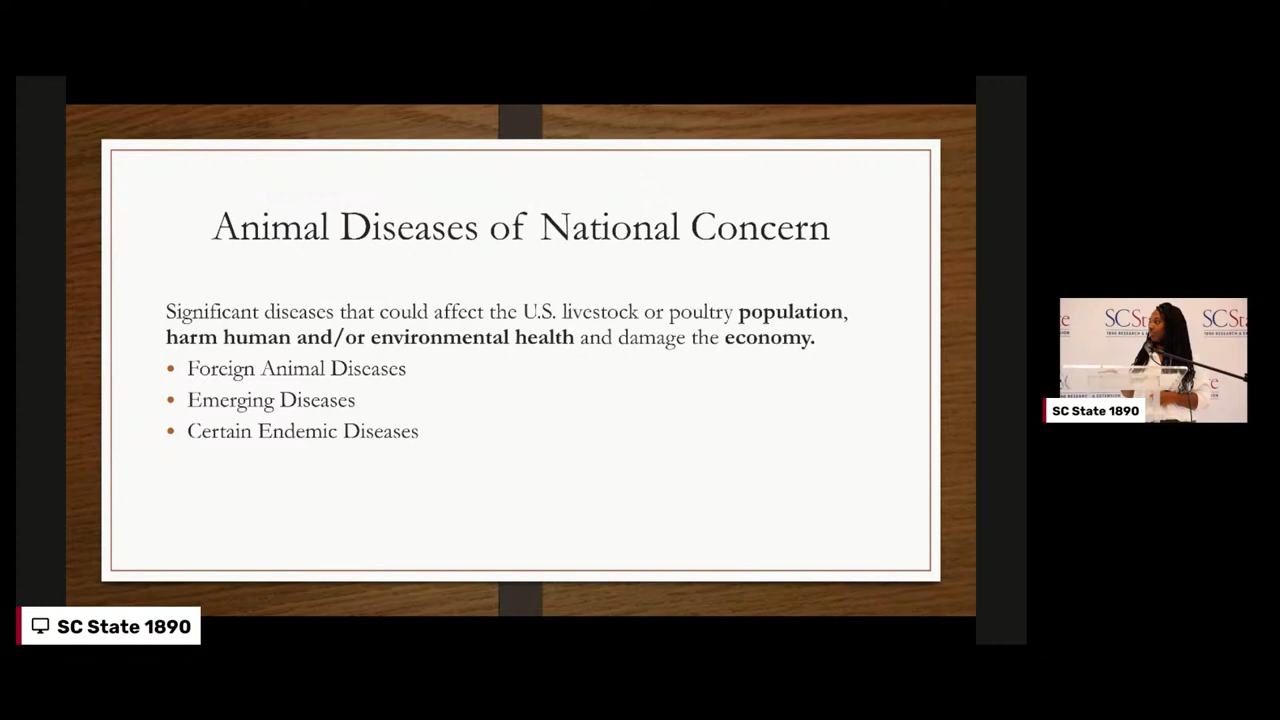 Animal Diseases of National Concern
Significant diseases that could affect the U.S. livestock or poultry population,
harm human and/or environmental health and damage the economy.
• Foreign Animal Diseases
• Emerging Diseases
• Certain Endemic Diseases
SC State 1890
SCSt
SCSta
SC State 1890